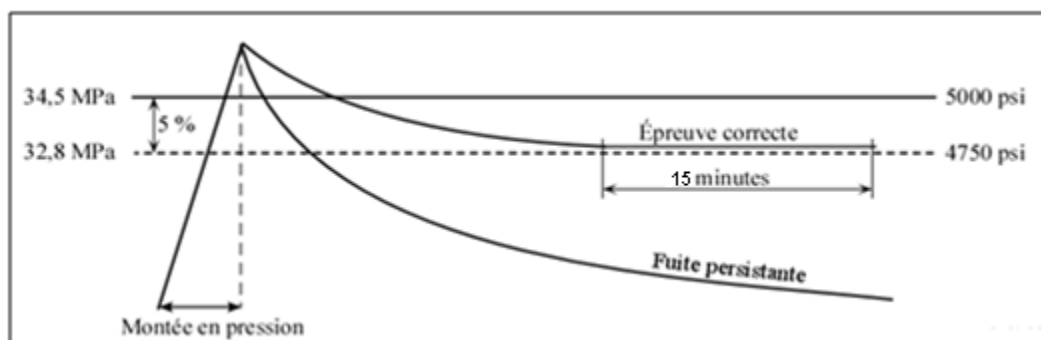 34,5 MPa
5000 psi
5 %
Épreuve correcte
32,8 MPa
4750 psi
15 minutes
Fuite persistante
Montée en pression